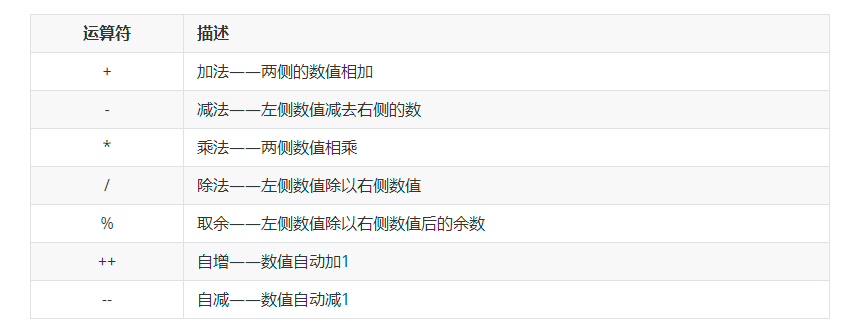 运算符 描述
+ 加法——两侧的数值相加
- 减法——左侧数值减去右侧的数
* 乘法——两侧数值相乘
/ 除法——左侧数值除以右侧数值
% 取余——左侧数值除以右侧数值后的余数
++ 自增——数值自动加1
-- 自减——数值自动减1